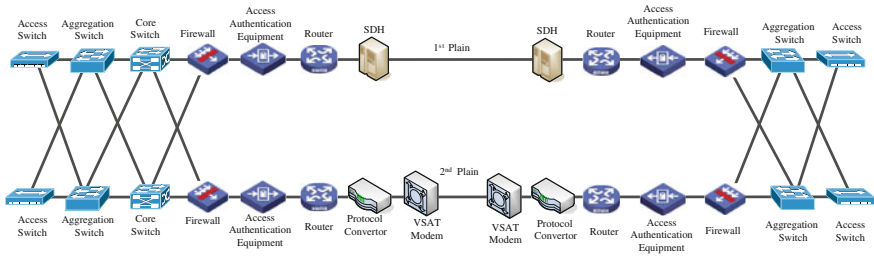 Access
Switch
Aggregation
Switch
Core
Switch
Firewall
Access
Authentication
Equipment
Router
SDH
1st Plain
SDH
Router
Access
Authentication
Equipment
Firewall
Aggregation
Switch
Access
Switch
2nd Plain
Access
Switch
Aggregation
Switch
Core
Switch
Firewall
Access
Authentication
Equipment
Router
Protocol
Convertor
VSAT
Modem
VSAT
Modem
Protocol
Convertor
Router
Access
Authentication
Equipment
Firewall
Aggregation
Switch
Access
Switch